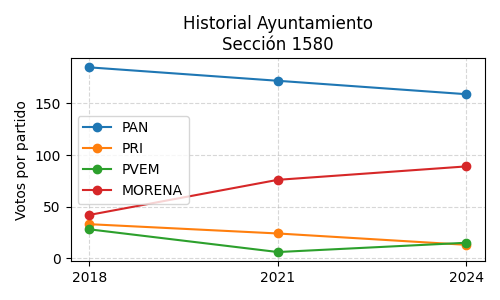 Historial Ayuntamiento
Sección 1580
Votos por partido
150
100
50
0
PAN
PRI
PVEM
MORENA
2018
2021
2024